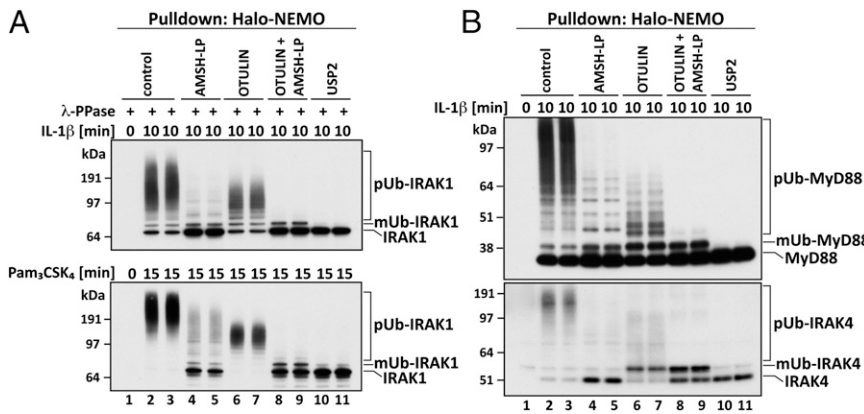 A
Pulldown: Halo-NEMO
control
AMSH-LP
OTULIN
OTULIN +
AMSH-LP
USP2
λ-PPase + + + + + + + + + + +
IL-1β [min] 0 10 10 10 10 10 10 10 10 10 10
kDa
191
97
64
pUb-IRAK1
mUb-IRAK1
IRAK1
Pam₃CSK₄ [min] 0 15 15 15 15 15 15 15 15 15 15
kDa
191
97
64
pUb-IRAK1
mUb-IRAK1
IRAK1
1 2 3 4 5 6 7 8 9 10 11
B
Pulldown: Halo-NEMO
control
AMSH-LP
OTULIN
OTULIN +
AMSH-LP
USP2
IL-1β [min] 0 10 10 10 10 10 10 10 10 10 10
kDa
97
64
51
38
pUb-MyD88
mUb-MyD88
MyD88
191
97
64
51
pUb-IRAK4
mUb-IRAK4
IRAK4
1 2 3 4 5 6 7 8 9 10 11